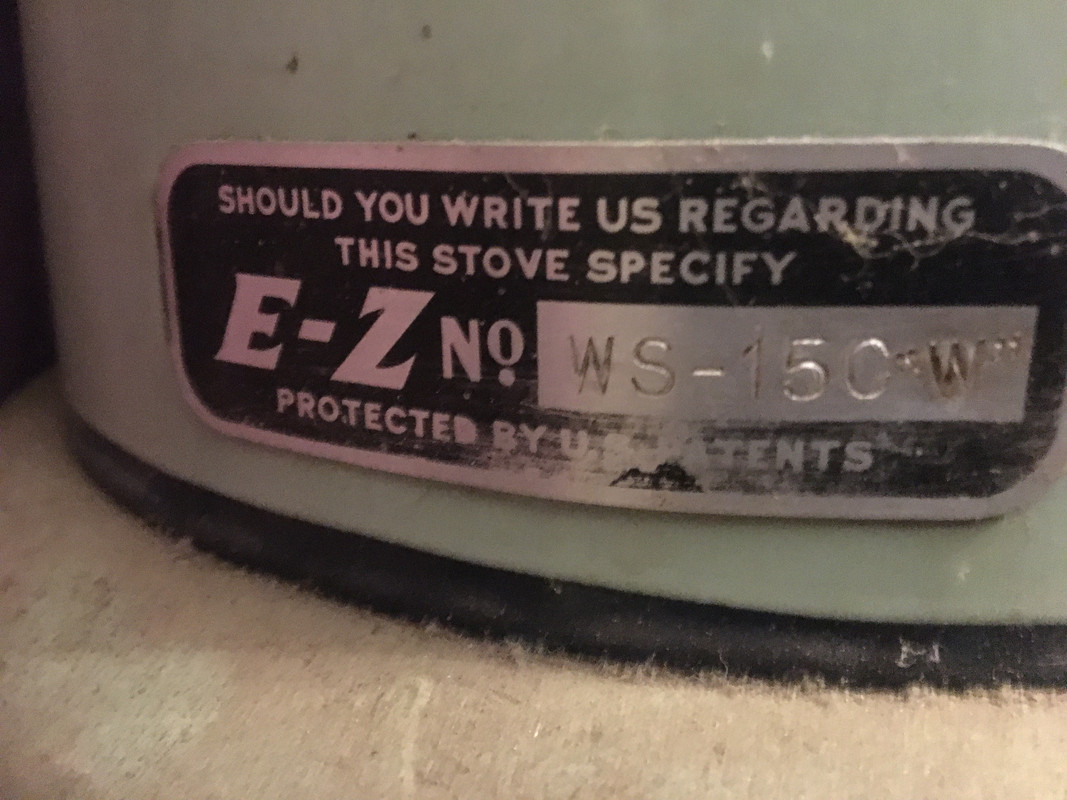 SHOULD YOU WRITE US REGARDING
THIS STOVE SPECIFY
E-Z No WS-150 "W"
PROTECTED BY U.S. PATENTS